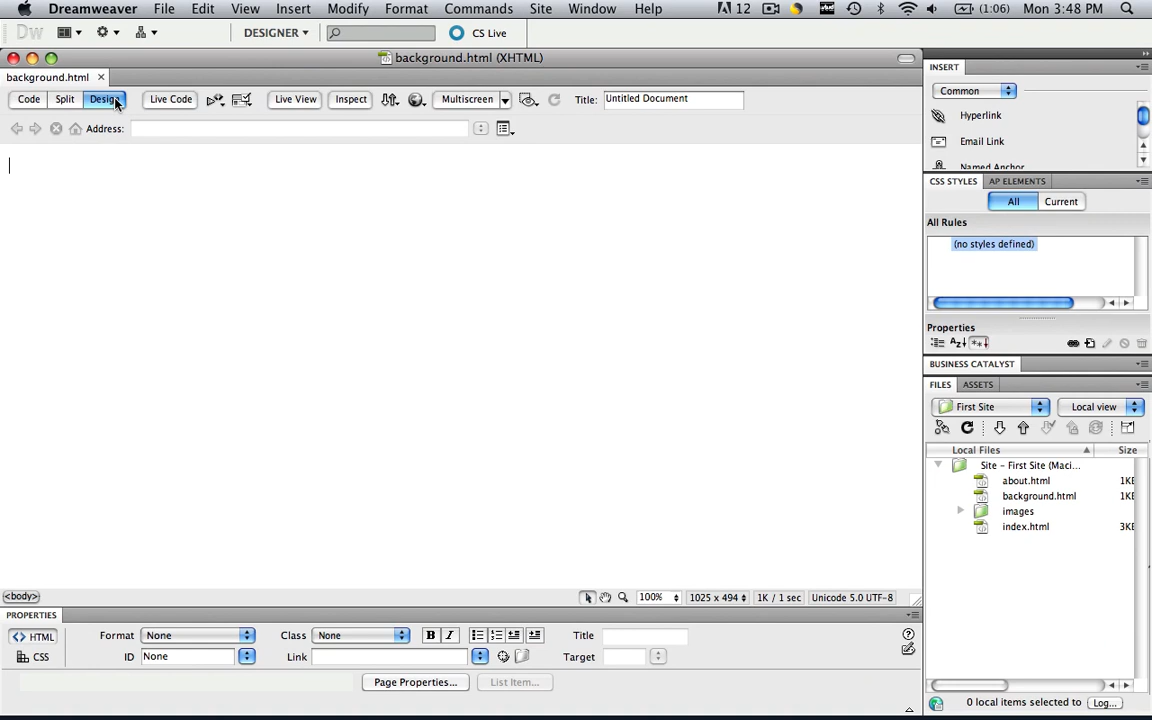 Dreamweaver File Edit View Insert Modify Format Commands Site Window Help 12 (1:06) Mon 3:48 PM
Dw DESIGNER CS Live
background.html (XHTML)
background.html
Code Split Design Live Code Live View Inspect Multiscreen Title: Untitled Document
Address:
INSERT
Common
Hyperlink
Email Link
Named Anchor
CSS STYLES AP ELEMENTS
All Current
All Rules
(no styles defined)
Properties
BUSINESS CATALYST
FILES ASSETS
First Site Local view
Local Files Size
Site – First Site (Maci...
about.html 1KE
background.html 1KE
images
index.html 3KE
0 local items selected to Log...
<body> 100% 1025 x 494 1K / 1 sec Unicode 5.0 UTF-8
PROPERTIES
<> HTML Format None Class None B I Title
CSS ID None Link Target
Page Properties... List Item...